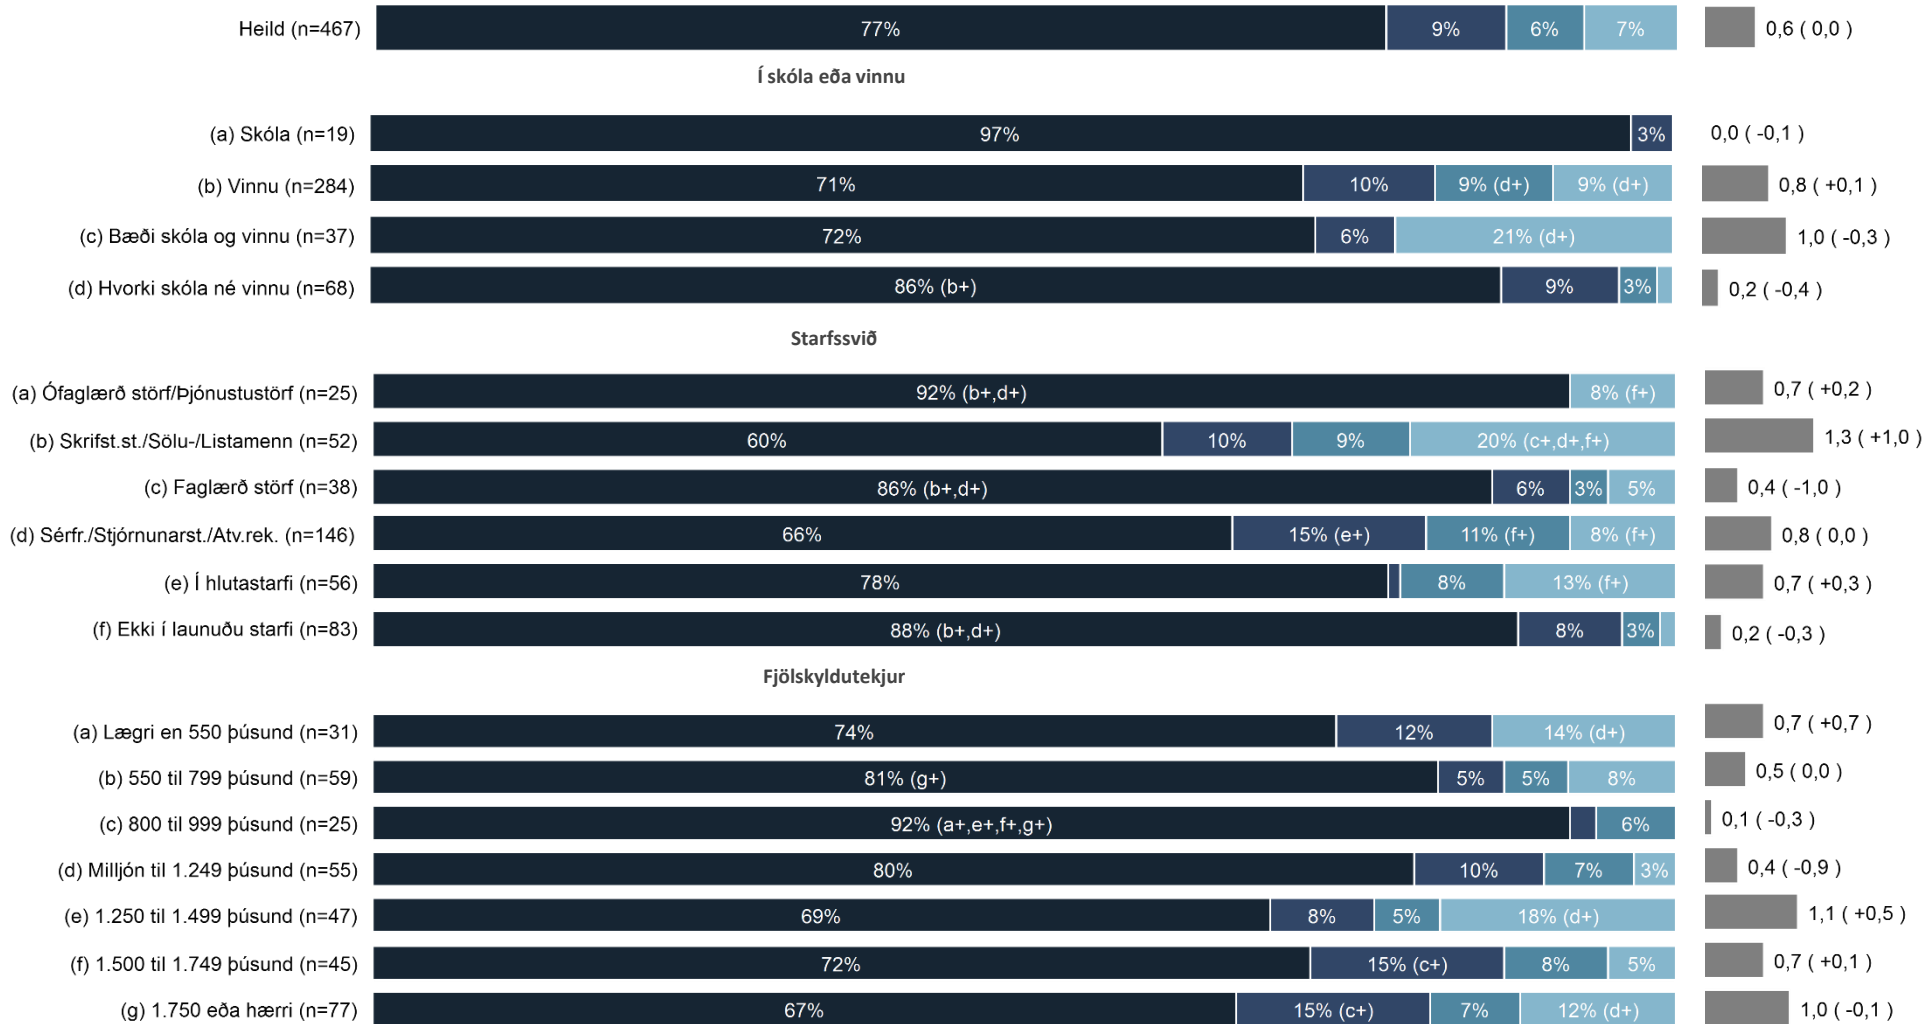 Heild (n=467) 77% 9% 6% 7% 0,6 ( 0,0 )
Í skóla eða vinnu
(a) Skóla (n=19) 97% 3% 0,0 ( -0,1 )
(b) Vinnu (n=284) 71% 10% 9% (d+) 9% (d+) 0,8 ( +0,1 )
(c) Bæði skóla og vinnu (n=37) 72% 6% 21% (d+) 1,0 ( -0,3 )
(d) Hvorki skóla né vinnu (n=68) 86% (b+) 9% 3% 0,2 ( -0,4 )
Starfssvið
(a) Ófaglærð störf/Þjónustustörf (n=25) 92% (b+,d+) 8% (f+) 0,7 ( +0,2 )
(b) Skrifst.st./Sölu-/Listamenn (n=52) 60% 10% 9% 20% (c+,d+,f+) 1,3 ( +1,0 )
(c) Faglærð störf (n=38) 86% (b+,d+) 6% 3% 5% 0,4 ( -1,0 )
(d) Sérfr./Stjórnunarst./Atv.rek. (n=146) 66% 15% (e+) 11% (f+) 8% (f+) 0,8 ( 0,0 )
(e) Í hlutastarfi (n=56) 78% 8% 13% (f+) 0,7 ( +0,3 )
(f) Ekki í launuðu starfi (n=83) 88% (b+,d+) 8% 3% 0,2 ( -0,3 )
Fjölskyldutekjur
(a) Lægri en 550 þúsund (n=31) 74% 12% 14% (d+) 0,7 ( +0,7 )
(b) 550 til 799 þúsund (n=59) 81% (g+) 5% 5% 8% 0,5 ( 0,0 )
(c) 800 til 999 þúsund (n=25) 92% (a+,e+,f+,g+) 6% 0,1 ( -0,3 )
(d) Milljón til 1.249 þúsund (n=55) 80% 10% 7% 3% 0,4 ( -0,9 )
(e) 1.250 til 1.499 þúsund (n=47) 69% 8% 5% 18% (d+) 1,1 ( +0,5 )
(f) 1.500 til 1.749 þúsund (n=45) 72% 15% (c+) 8% 5% 0,7 ( +0,1 )
(g) 1.750 eða hærri (n=77) 67% 15% (c+) 7% 12% (d+) 1,0 ( -0,1 )